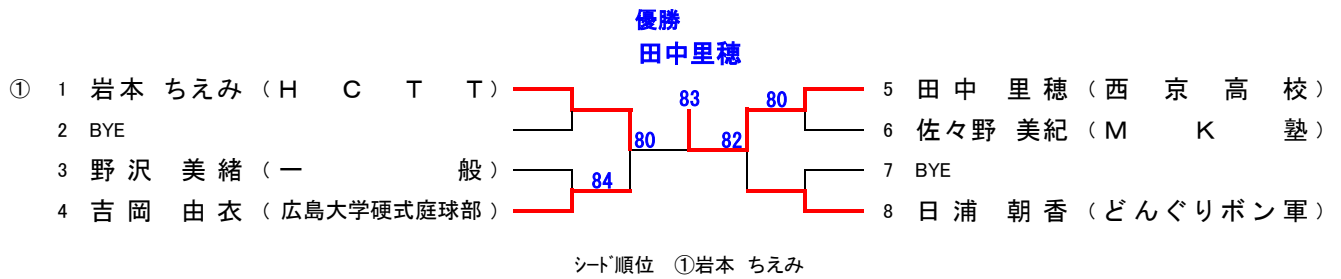 優勝
田中里穂
① 1 岩本 ちえみ （ H C T T ） 83 80 5 田 中 里 穂 （ 西 京 高 校 ）
2 BYE 80 82 6 佐々野 美紀 （ M K 塾 ）
3 野 沢 美 緒 （ 一 般 ） 84 7 BYE
4 吉 岡 由 衣 （ 広島大学硬式庭球部 ） 8 日 浦 朝 香 （ どんぐりボン軍 ）
シード順位 ①岩本 ちえみ